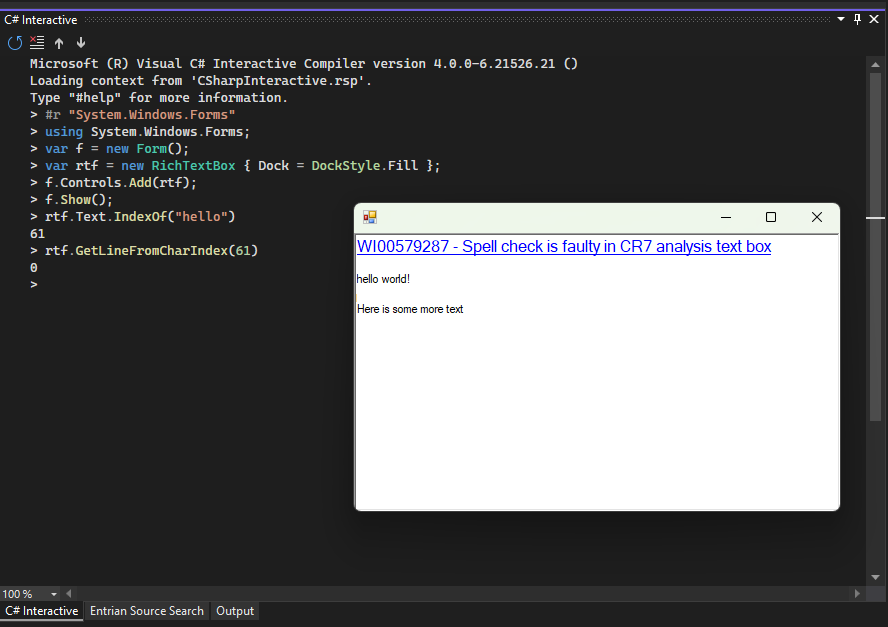 C# Interactive
Microsoft (R) Visual C# Interactive Compiler version 4.0.0-6.21526.21 ()
Loading context from 'CSharpInteractive.rsp'.
Type "#help" for more information.
> #r "System.Windows.Forms"
> using System.Windows.Forms;
> var f = new Form();
> var rtf = new RichTextBox { Dock = DockStyle.Fill };
> f.Controls.Add(rtf);
> f.Show();
> rtf.Text.IndexOf("hello")
61
> rtf.GetLineFromCharIndex(61)
0
>
WI00579287 - Spell check is faulty in CR7 analysis text box
hello world!
Here is some more text
100 %
C# Interactive Entrian Source Search Output